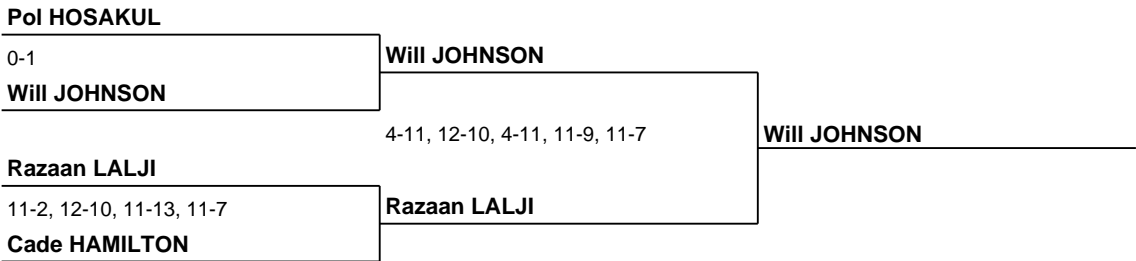 Pol HOSAKUL
0-1
Will JOHNSON
Will JOHNSON
4-11, 12-10, 4-11, 11-9, 11-7
Will JOHNSON
Razaan LALJI
11-2, 12-10, 11-13, 11-7
Razaan LALJI
Cade HAMILTON